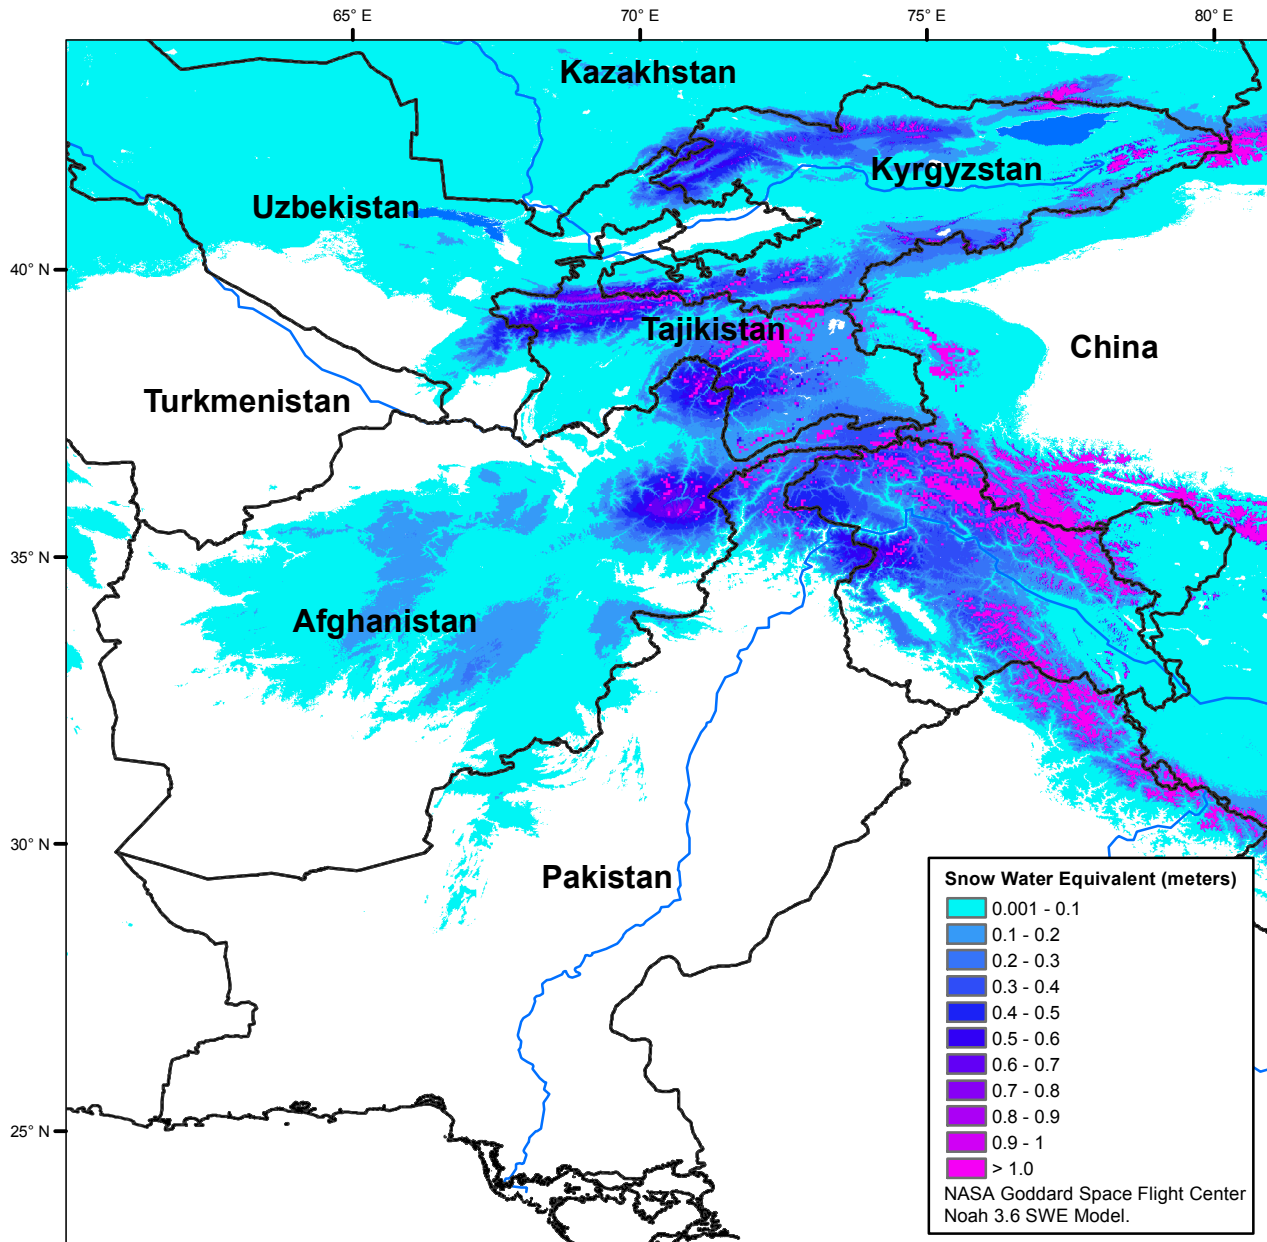 65° E
70° E
75° E
80° E
Kazakhstan
Kyrgyzstan
Uzbekistan
40° N
Tajikistan
China
Turkmenistan
35° N
Afghanistan
30° N
Pakistan
25° N
Snow Water Equivalent (meters)
0.001 - 0.1
0.1 - 0.2
0.2 - 0.3
0.3 - 0.4
0.4 - 0.5
0.5 - 0.6
0.6 - 0.7
0.7 - 0.8
0.8 - 0.9
0.9 - 1
> 1.0
NASA Goddard Space Flight Center
Noah 3.6 SWE Model.